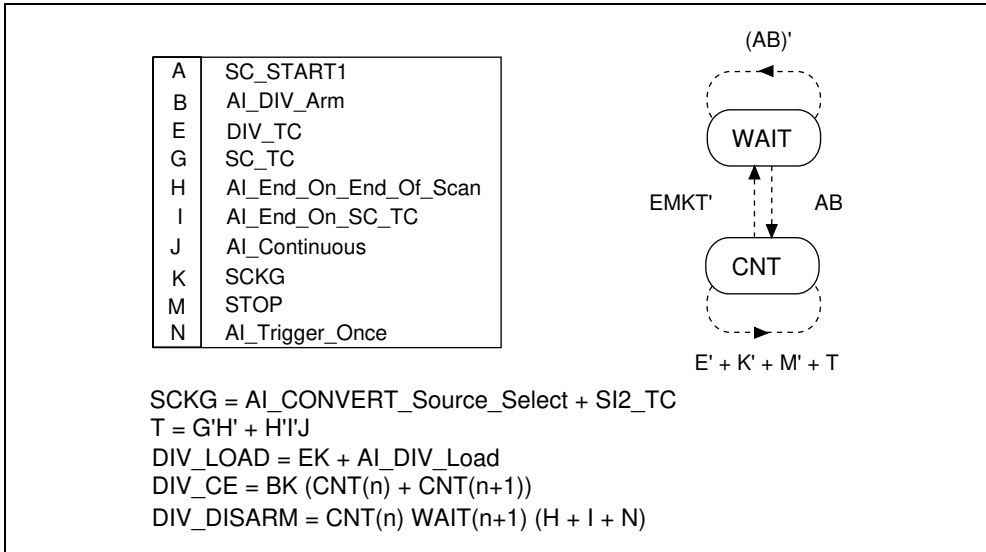 A SC_START1
B AI_DIV_Arm
E DIV_TC
G SC_TC
H AI_End_On_End_Of_Scan
I AI_End_On_SC_TC
J AI_Continuous
K SCKG
M STOP
N AI_Trigger_Once
(AB)'
WAIT
EMKT'
AB
CNT
E' + K' + M' + T
SCKG = AI_CONVERT_Source_Select + SI2_TC
T = G'H' + H'I'J
DIV_LOAD = EK + AI_DIV_Load
DIV_CE = BK (CNT(n) + CNT(n+1))
DIV_DISARM = CNT(n) WAIT(n+1) (H + I + N)